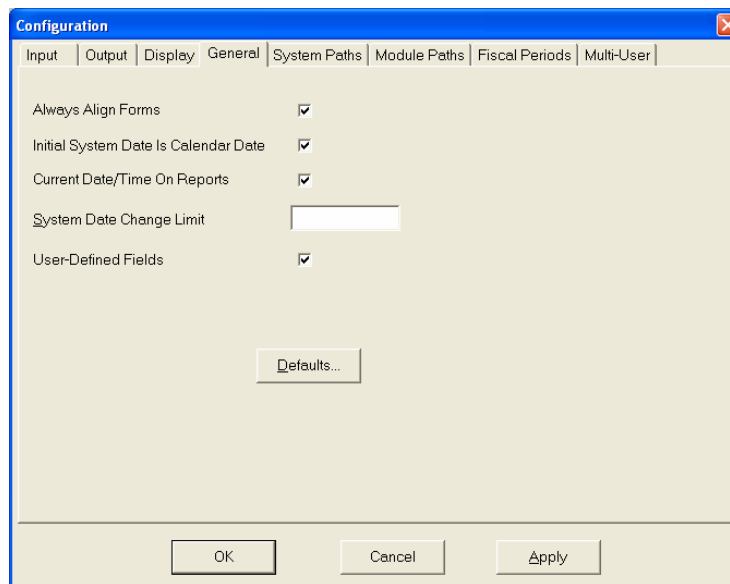 Configuration
Input Output Display General System Paths Module Paths Fiscal Periods Multi-User
Always Align Forms
Initial System Date Is Calendar Date
Current Date/Time On Reports
System Date Change Limit
User-Defined Fields
Defaults...
OK Cancel Apply